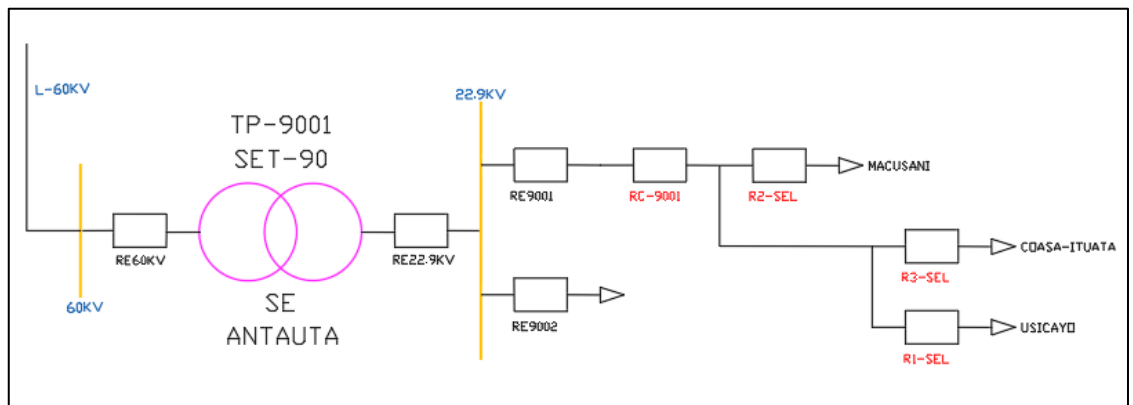 L-60KV
22.9KV
TP-9001
SET-90
RE9001
RC-9001
R2-SEL
MACUSANI
RE60KV
RE22.9KV
R3-SEL
COASA-ITUATA
60KV
SE
ANTAUTA
RE9002
R1-SEL
USICAYO